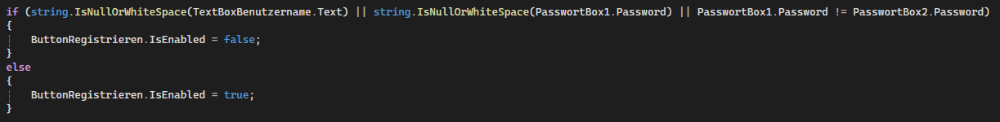 if (string.IsNullOrWhiteSpace(TextBoxBenutzername.Text) || string.IsNullOrWhiteSpace(PasswortBox1.Password) || PasswortBox1.Password != PasswortBox2.Password)
{
    ButtonRegistrieren.IsEnabled = false;
}
else
{
    ButtonRegistrieren.IsEnabled = true;
}